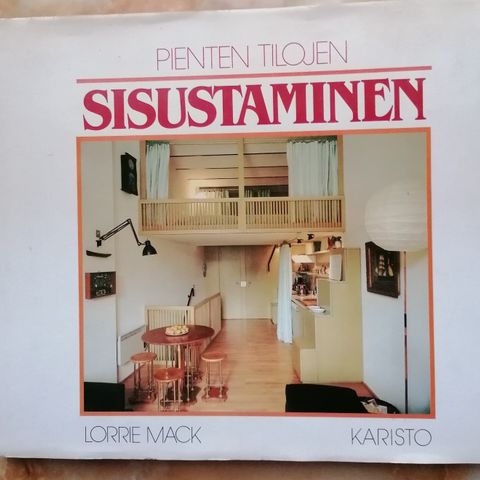 PIENTEN TILOJEN
SISUSTAMINEN
LORRIE MACK
KARISTO